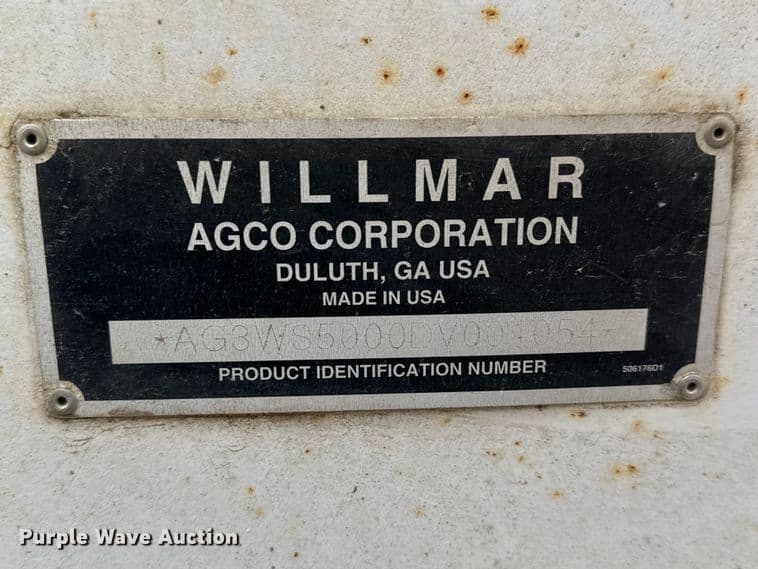 WILLMAR
AGCO CORPORATION
DULUTH, GA USA
MADE IN USA
PRODUCT IDENTIFICATION NUMBER
506176D1
Purple Wave Auction